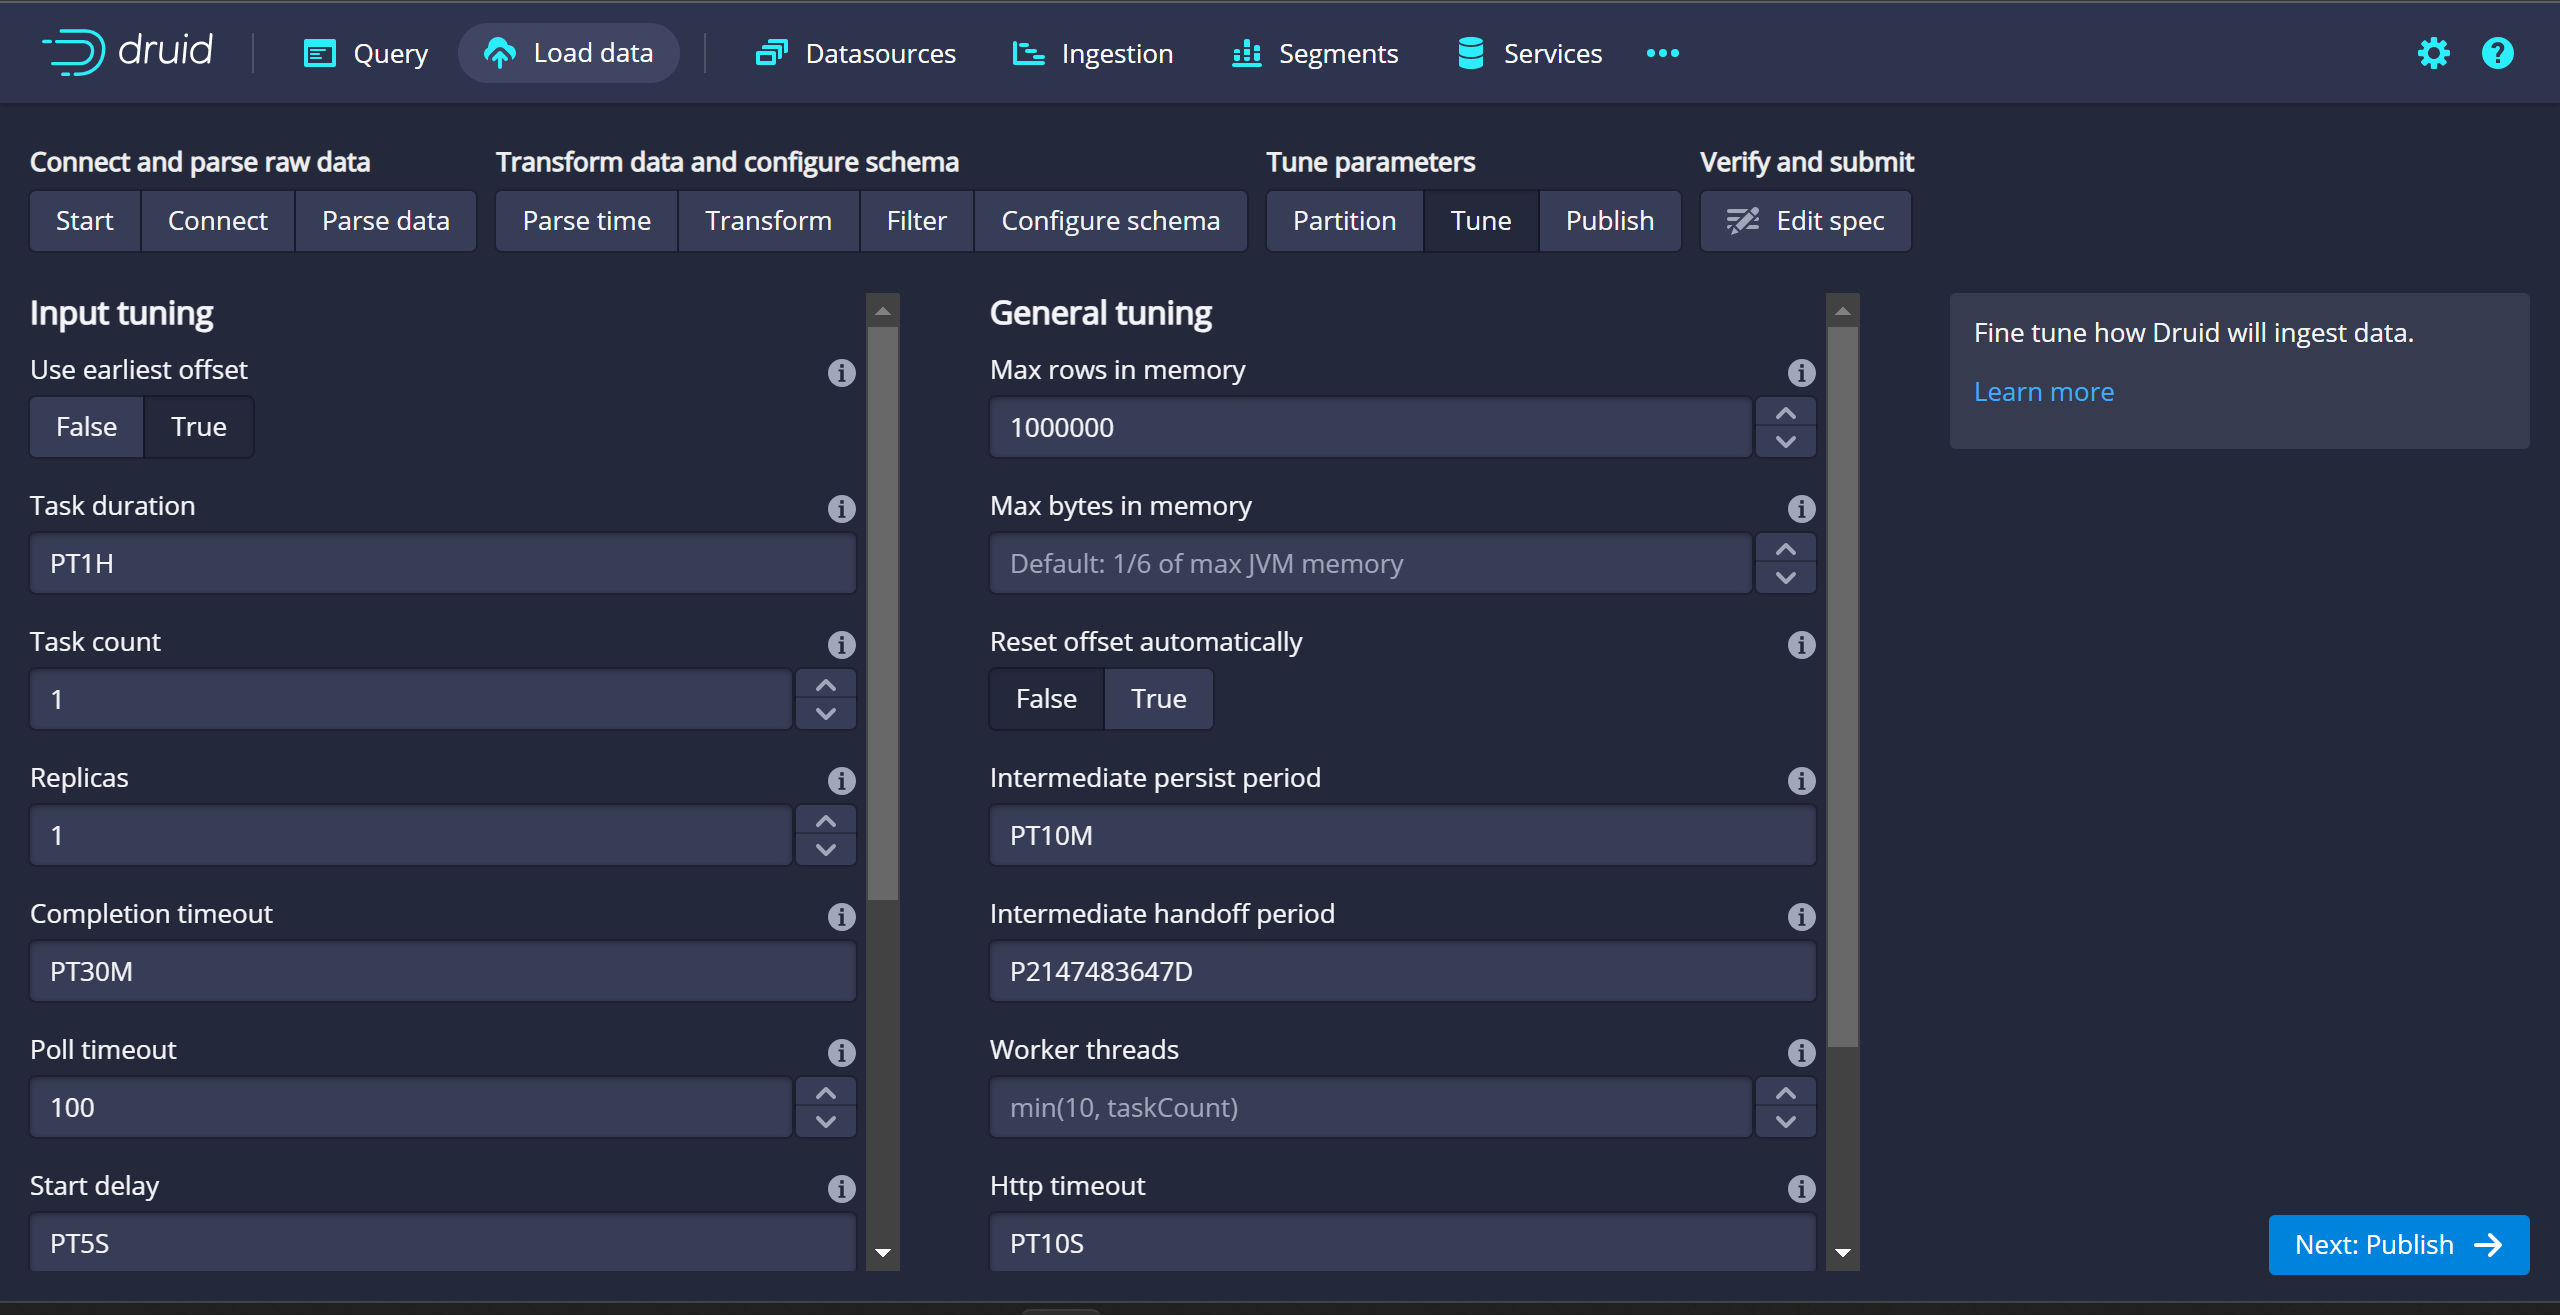 druid
Query
Load data
Datasources
Ingestion
Segments
Services
Connect and parse raw data
Start
Connect
Parse data
Transform data and configure schema
Parse time
Transform
Filter
Configure schema
Tune parameters
Partition
Tune
Publish
Verify and submit
Edit spec
Input tuning
Use earliest offset
False
True
Task duration
PT1H
Task count
1
Replicas
1
Completion timeout
PT30M
Poll timeout
100
Start delay
PT5S
General tuning
Max rows in memory
1000000
Max bytes in memory
Default: 1/6 of max JVM memory
Reset offset automatically
False
True
Intermediate persist period
PT10M
Intermediate handoff period
P2147483647D
Worker threads
min(10, taskCount)
Http timeout
PT10S
Fine tune how Druid will ingest data.
Learn more
Next: Publish